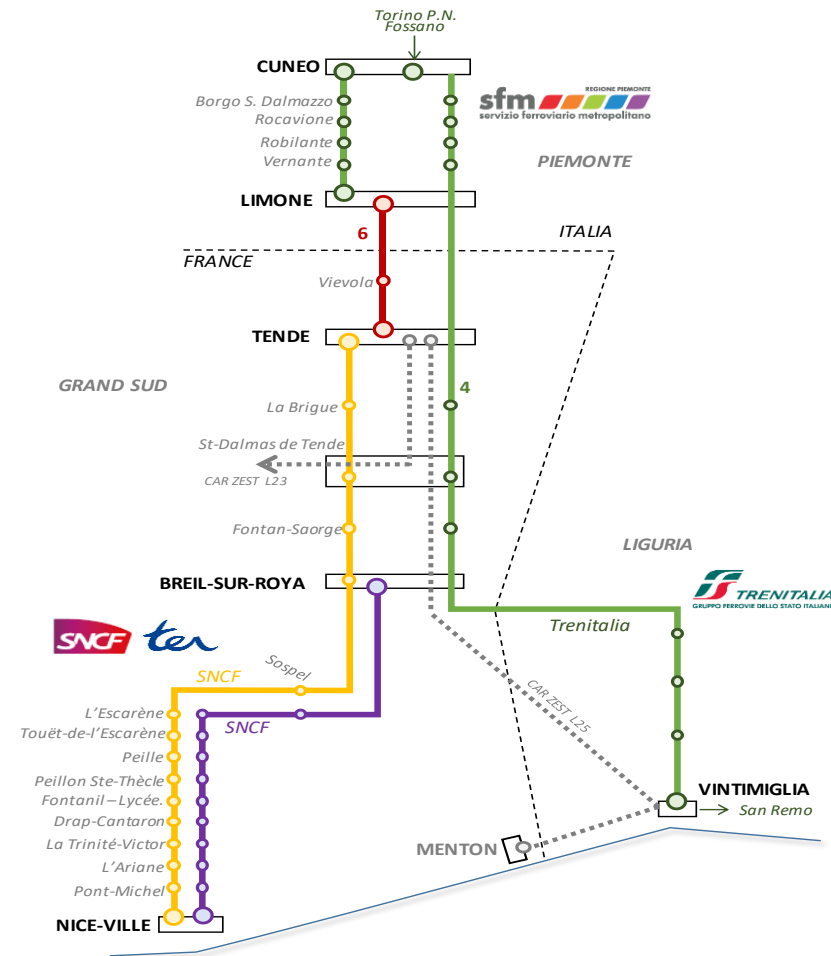 Torino P.N.
Fossano
CUNEO
Borgo S. Dalmazzo
Rocavione
Robilante
Vernante
sfm
REGIONE PIEMONTE
servizio ferroviario metropolitano
PIEMONTE
LIMONE
6
ITALIA
FRANCE
Vievola
TENDE
GRAND SUD
4
La Brigue
St-Dalmas de Tende
CAR ZEST L23
Fontan-Saorge
LIGURIA
BREIL-SUR-ROYA
TRENITALIA
GRUPPO FERROVIE DELLO STATO ITALIANE
Trenitalia
SNCF
ter
Sospel
SNCF
SNCF
CAR ZEST L25
L'Escarène
Touët-de-l'Escarène
Peille
Peillon Ste-Thècle
Fontanil–Lycée.
Drap-Cantaron
La Trinité-Victor
L'Ariane
Pont-Michel
NICE-VILLE
VINTIMIGLIA
San Remo
MENTON